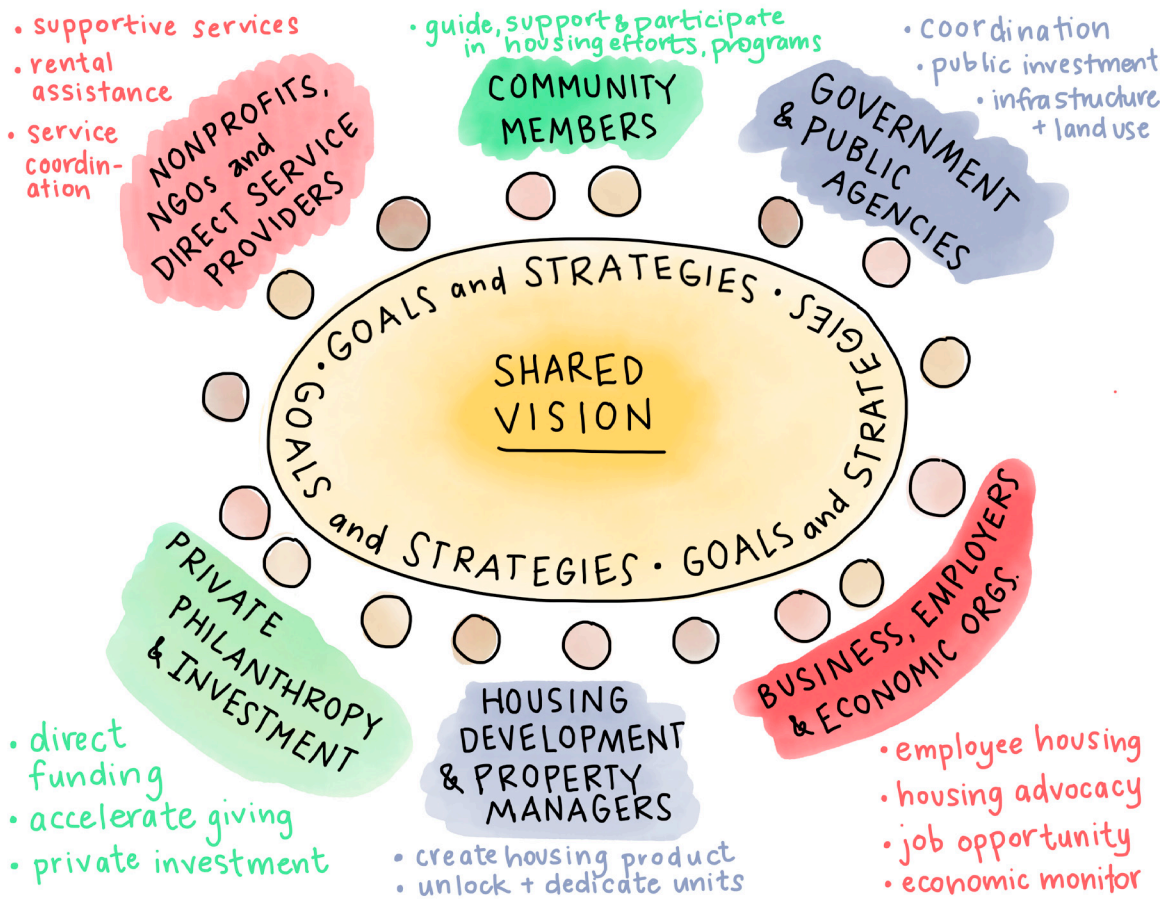 • supportive services
• rental
assistance
• service
coordin-
ation
NONPROFITS,
NGOs and
DIRECT SERVICE
PROVIDERS
• guide, support & participate
in housing efforts, programs
COMMUNITY
MEMBERS
• coordination
• public investment
• infrastructure
+ land use
GOVERNMENT
& PUBLIC
AGENCIES
• GOALS and STRATEGIES • GOALS and STRATEGIES • GOALS and STRATEGIES
SHARED
VISION
PRIVATE
PHILANTHROPY
& INVESTMENT
• direct
funding
• accelerate giving
• private investment
HOUSING
DEVELOPMENT
& PROPERTY
MANAGERS
• create housing product
• unlock + dedicate units
BUSINESS, EMPLOYERS
& ECONOMIC ORGS.
• employee housing
• housing advocacy
• job opportunity
• economic monitor